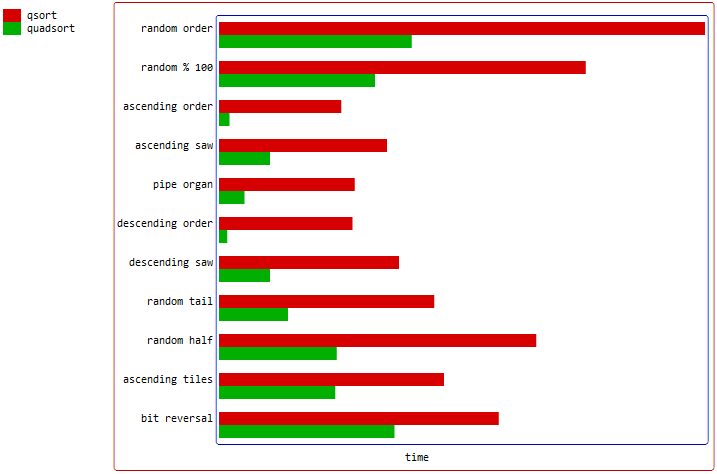 qsort
quadsort
random order
random % 100
ascending order
ascending saw
pipe organ
descending order
descending saw
random tail
random half
ascending tiles
bit reversal
time